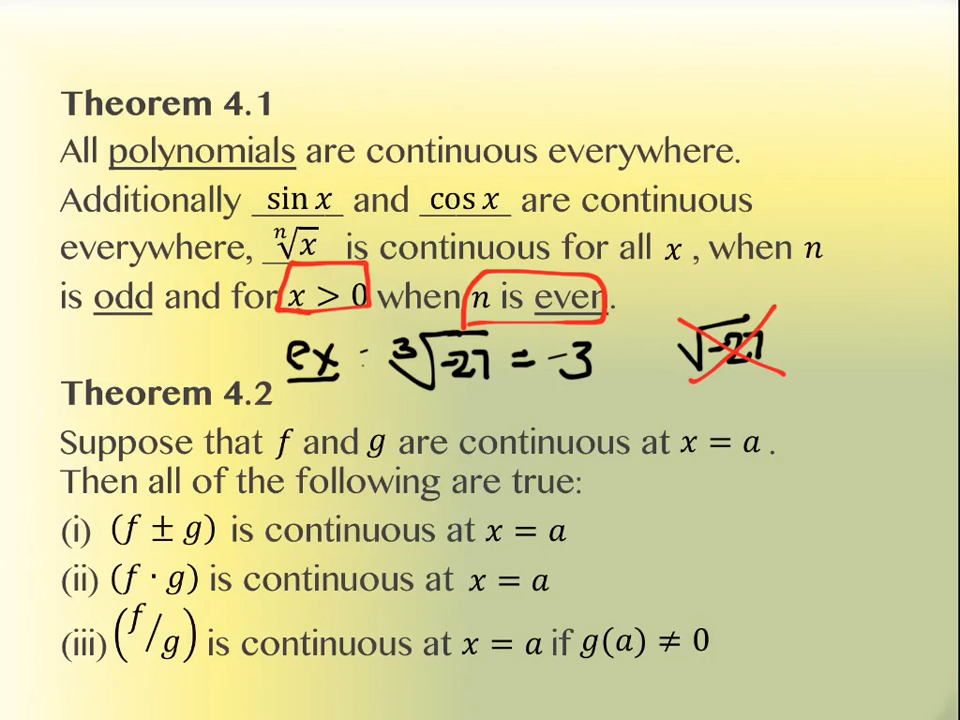 Theorem 4.1
All polynomials are continuous everywhere.
Additionally sin x and cos x are continuous
everywhere, ⁿ√x is continuous for all x , when n
is odd and for x > 0 when n is even.
ex : ³√-27 = -3 √-27
Theorem 4.2
Suppose that f and g are continuous at x = a .
Then all of the following are true:
(i) (f ± g) is continuous at x = a
(ii) (f · g) is continuous at x = a
(iii) (f/g) is continuous at x = a if g(a) ≠ 0